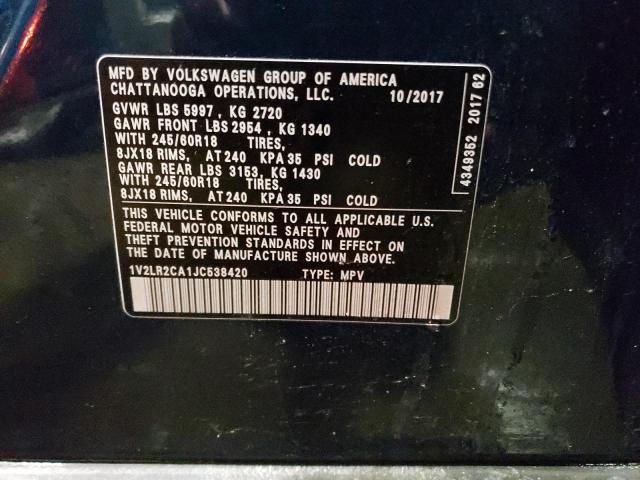 MFD BY VOLKSWAGEN GROUP OF AMERICA
CHATTANOOGA OPERATIONS, LLC. 10/2017
GVWR LBS 5997 , KG 2720
GAWR FRONT LBS 2954 , KG 1340
WITH 245/60R18 TIRES,
8JX18 RIMS, AT 240 KPA 35 PSI COLD
GAWR REAR LBS 3153, KG 1430
WITH 245/60R18 TIRES,
8JX18 RIMS, AT 240 KPA 35 PSI COLD
THIS VEHICLE CONFORMS TO ALL APPLICABLE U.S.
FEDERAL MOTOR VEHICLE SAFETY AND
THEFT PREVENTION STANDARDS IN EFFECT ON
THE DATE OF MANUFACTURE SHOWN ABOVE.
1V2LR2CA1JC538420 TYPE: MPV
4349352 2017 62